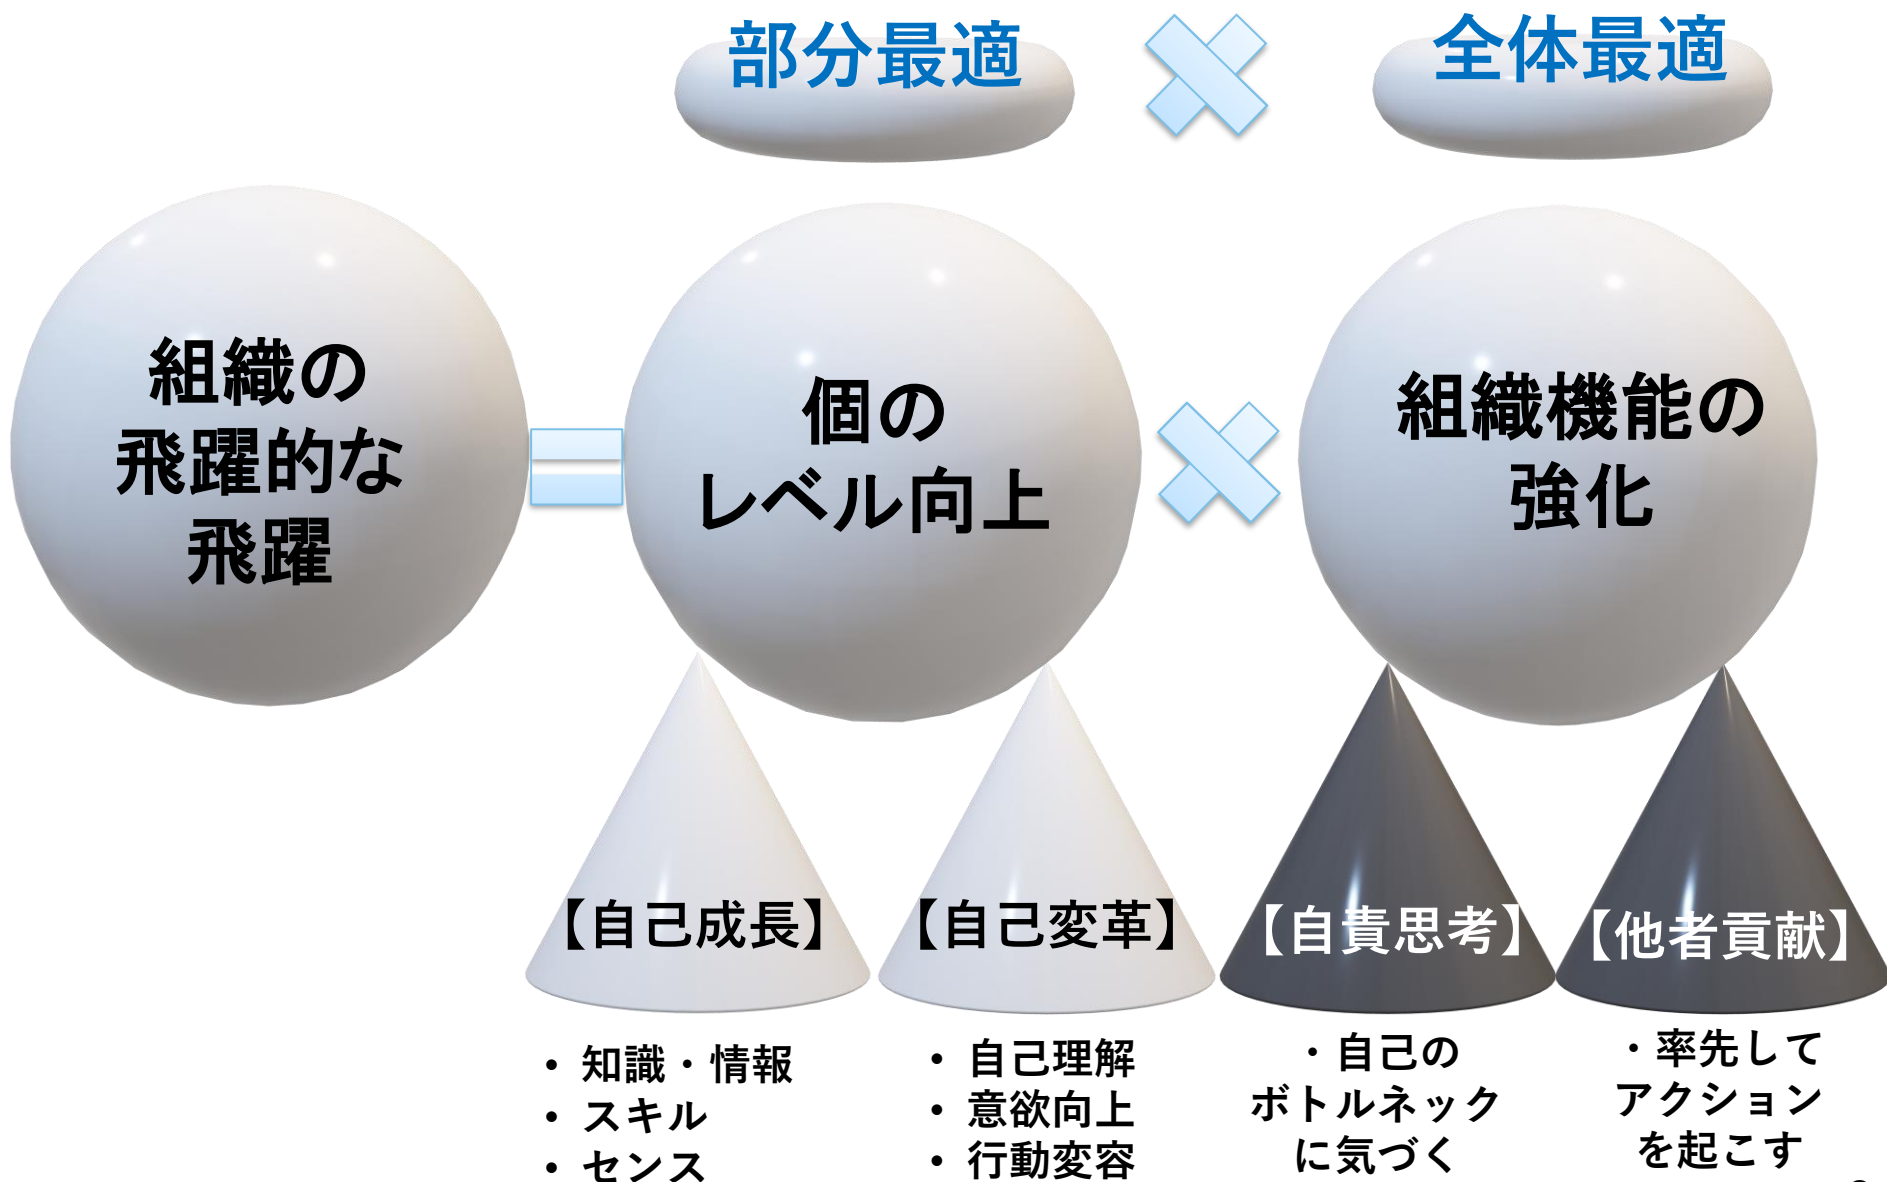 部分最適
全体最適
組織の
飛躍的な
飛躍
個の
レベル向上
組織機能の
強化
【自己成長】
【自己変革】
【自責思考】
【他者貢献】
• 知識・情報
• スキル
• センス
• 自己理解
• 意欲向上
• 行動変容
・自己の
ボトルネック
に気づく
・率先して
アクション
を起こす